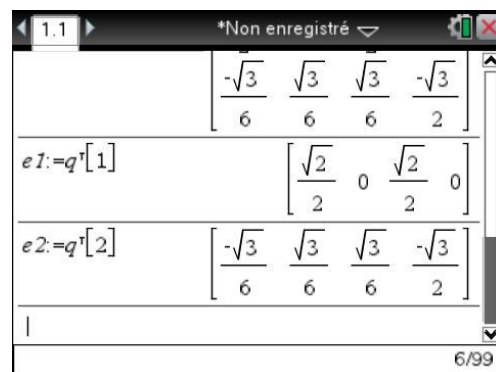 1.1 *Non enregistré
-√3/6 √3/6 √3/6 -√3/2
e1:=qᵀ[1] [√2/2 0 √2/2 0]
e2:=qᵀ[2] [-√3/6 √3/6 √3/6 -√3/2]
6/99